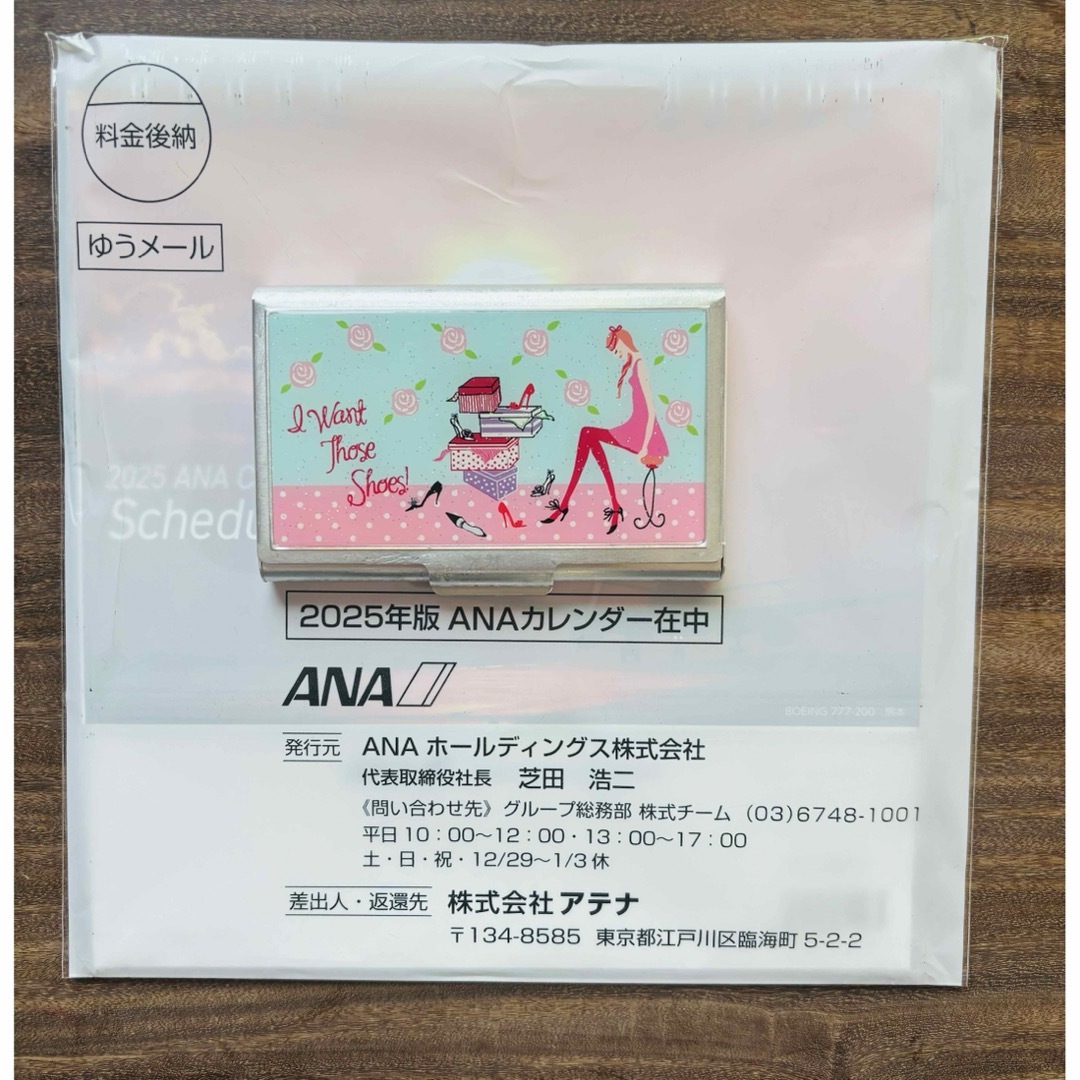 料金後納
ゆうメール
I Want
Those
Shoes!
2025 ANA C
Schedu
2025年版 ANAカレンダー在中
ANA
BOEING 777-200
発行元 ANA ホールディングス株式会社
代表取締役社長 芝田 浩二
《問い合わせ先》グループ総務部 株式チーム (03)6748-1001
平日10:00〜12:00・13:00〜17:00
土・日・祝・12/29〜1/3休
差出人・返還先 株式会社アテナ
〒134-8585 東京都江戸川区臨海町 5-2-2